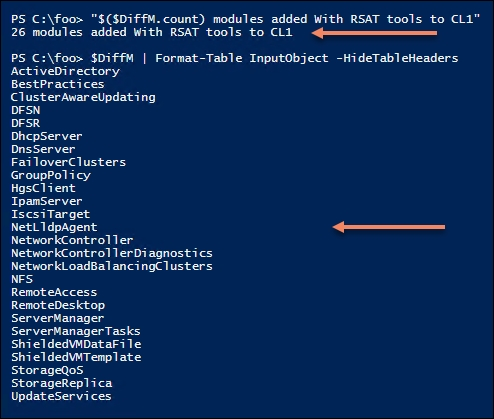 PS C:\foo> "$($DiffM.count) modules added With RSAT tools to CL1"
26 modules added With RSAT tools to CL1
PS C:\foo> $DiffM | Format-Table InputObject -HideTableHeaders
ActiveDirectory
BestPractices
ClusterAwareUpdating
DFSN
DFSR
DhcpServer
DnsServer
FailoverClusters
GroupPolicy
HgsClient
IpamServer
IscsiTarget
NetLldpAgent
NetworkController
NetworkControllerDiagnostics
NetworkLoadBalancingClusters
NFS
RemoteAccess
RemoteDesktop
ServerManager
ServerManagerTasks
ShieldedVMDataFile
ShieldedVMTemplate
StorageQoS
StorageReplica
UpdateServices